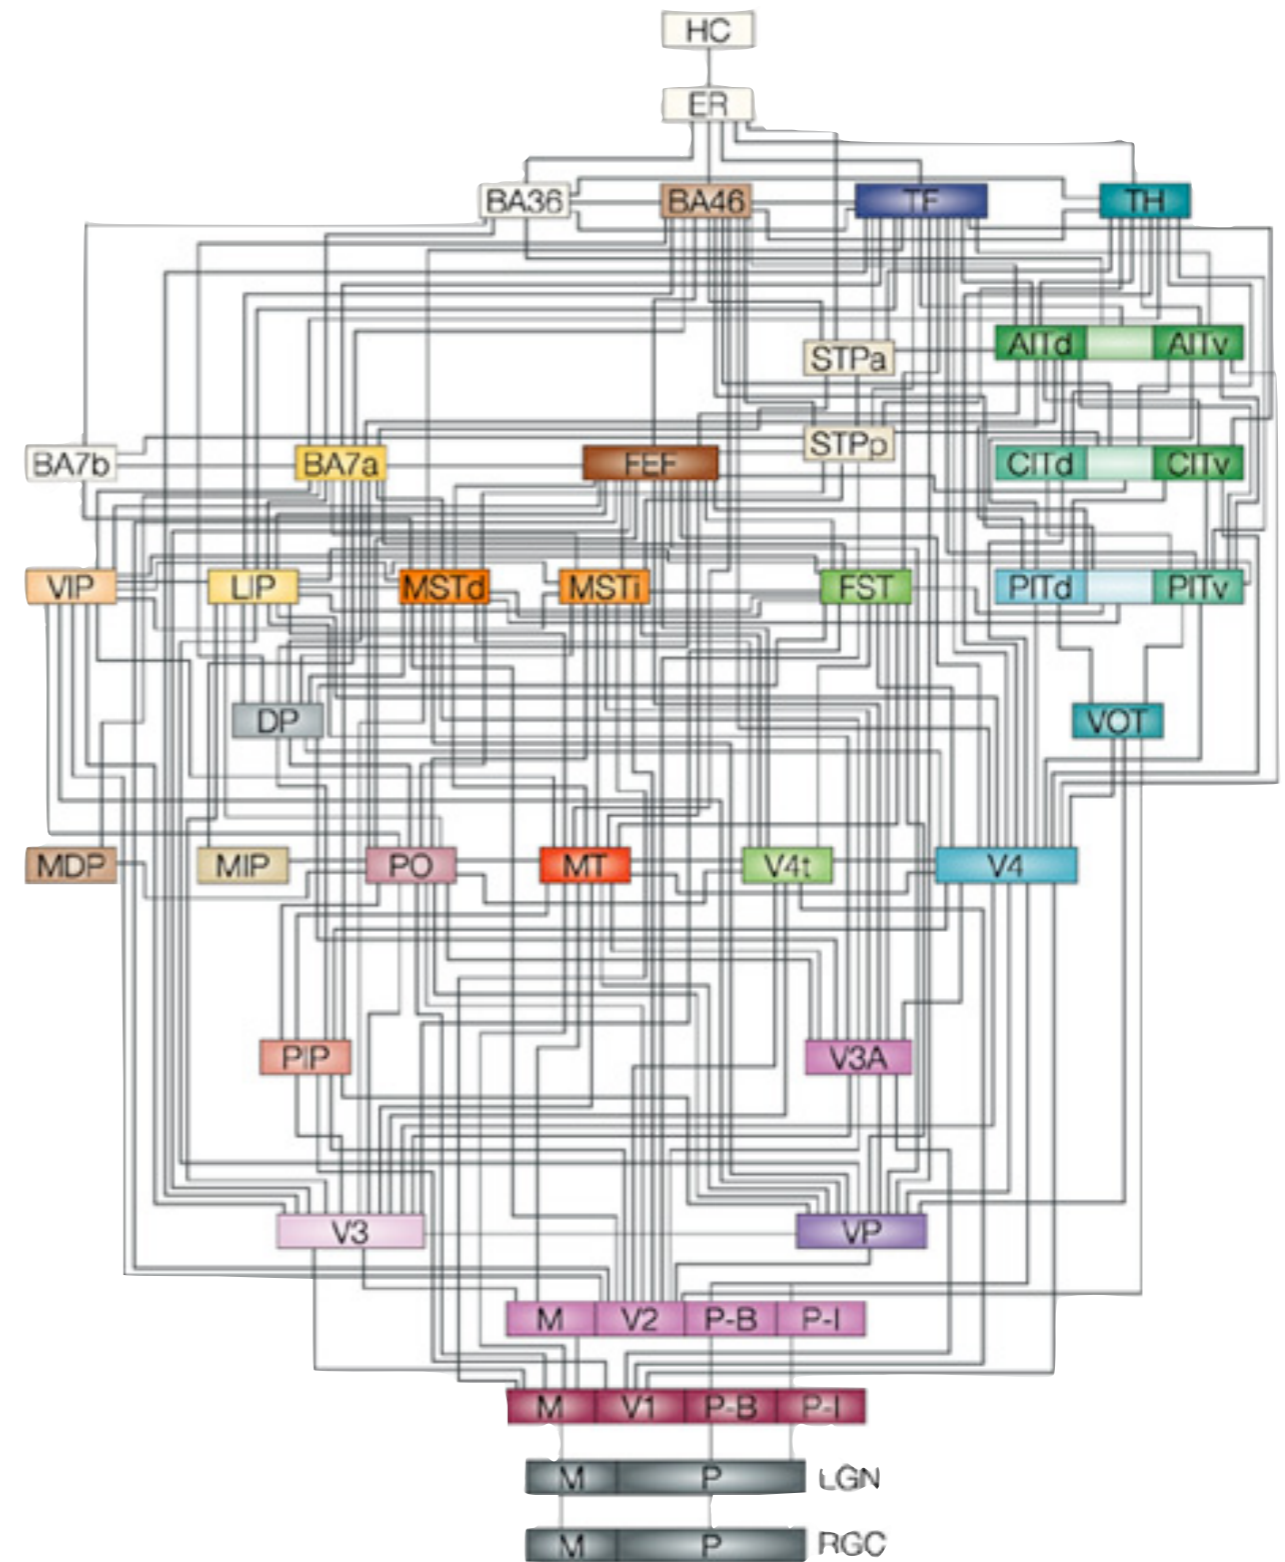 HC
ER
BA36 BA46 TF TH
AITd AITv
STPa
STPp
BA7b BA7a FEF CITd CITv
VIP LIP MSTd MSTi FST PITd PITv
DP VOT
MDP MIP PO MT V4t V4
PIP V3A
V3 VP
M V2 P-B P-I
M V1 P-B P-I
M P LGN
M P RGC